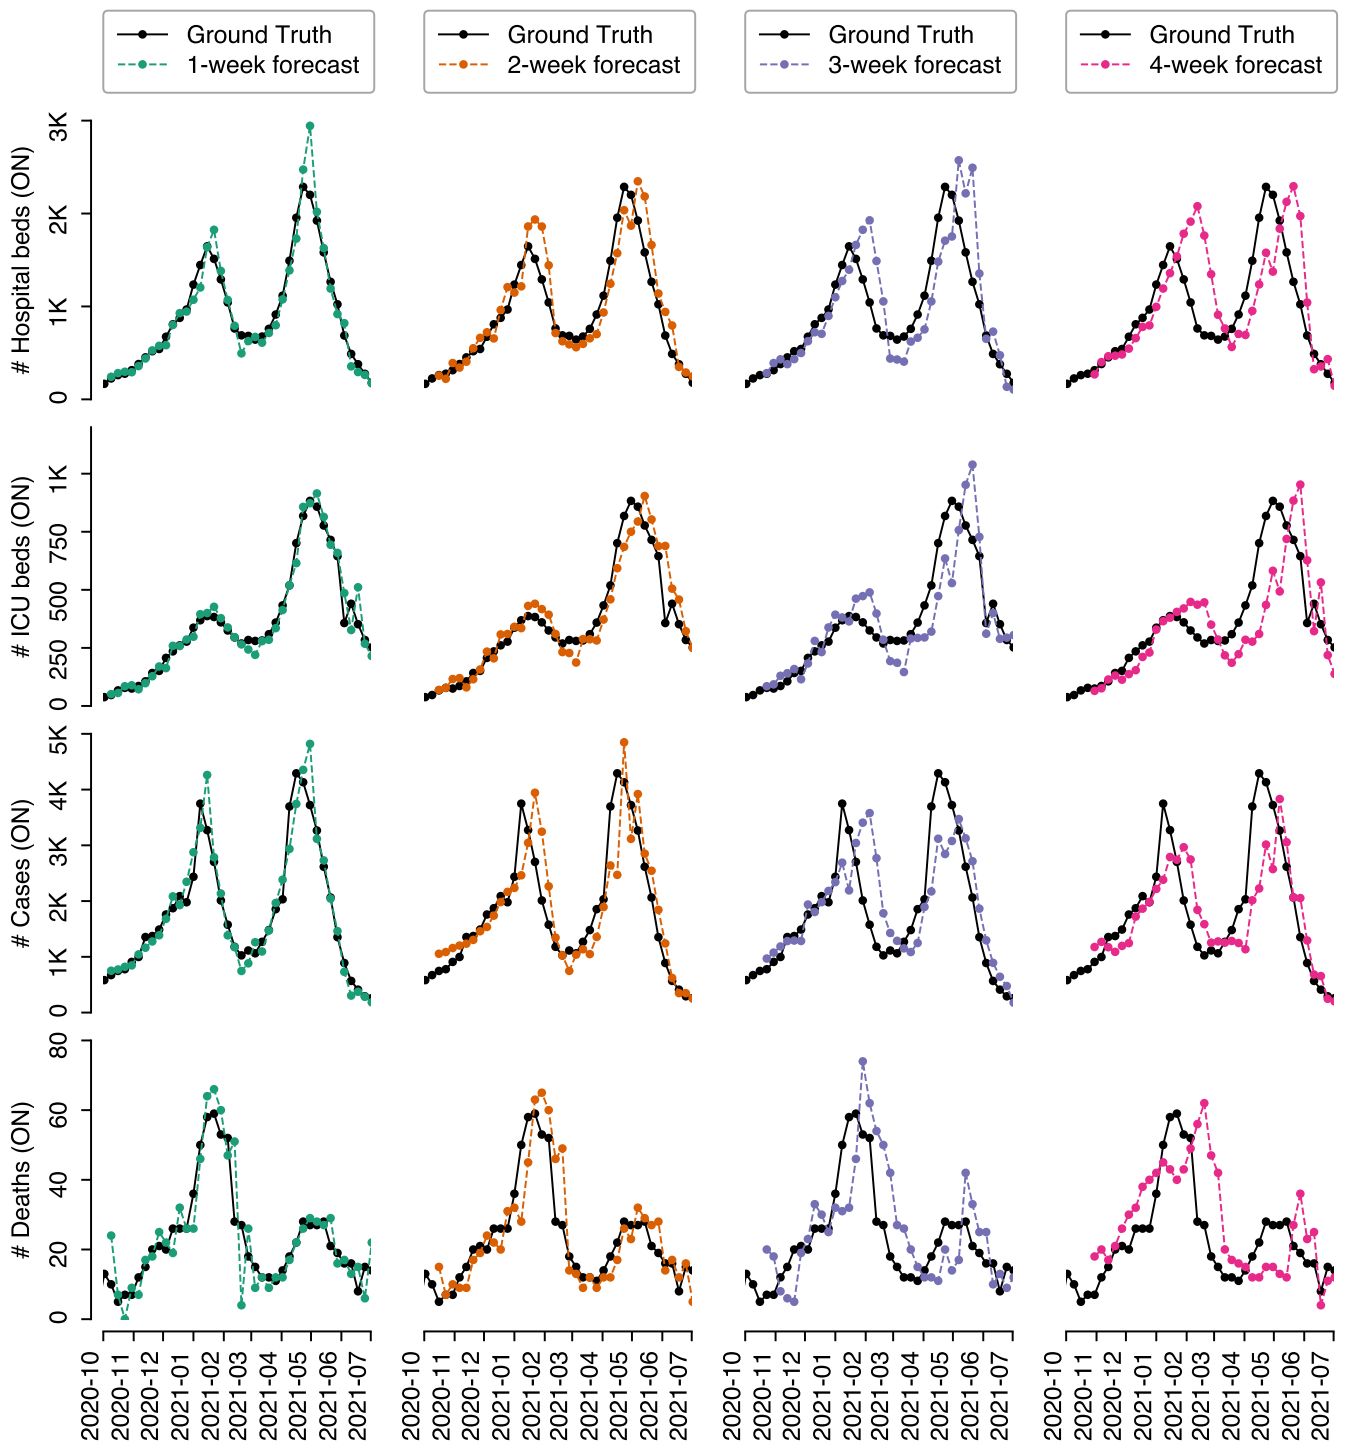 Ground Truth
1-week forecast
Ground Truth
2-week forecast
Ground Truth
3-week forecast
Ground Truth
4-week forecast
# Hospital beds (ON)
3K
2K
1K
0
# ICU beds (ON)
1K
750
500
250
0
# Cases (ON)
5K
4K
3K
2K
1K
0
# Deaths (ON)
80
60
40
20
0
2020-10
2020-11
2020-12
2021-01
2021-02
2021-03
2021-04
2021-05
2021-06
2021-07
2020-10
2020-11
2020-12
2021-01
2021-02
2021-03
2021-04
2021-05
2021-06
2021-07
2020-10
2020-11
2020-12
2021-01
2021-02
2021-03
2021-04
2021-05
2021-06
2021-07
2020-10
2020-11
2020-12
2021-01
2021-02
2021-03
2021-04
2021-05
2021-06
2021-07